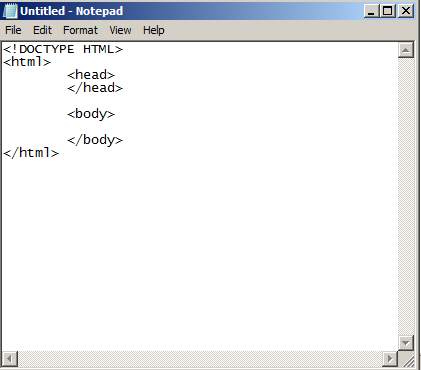 Untitled - Notepad
File Edit Format View Help
<!DOCTYPE HTML>
<html>
<head>
</head>
<body>
</body>
</html>